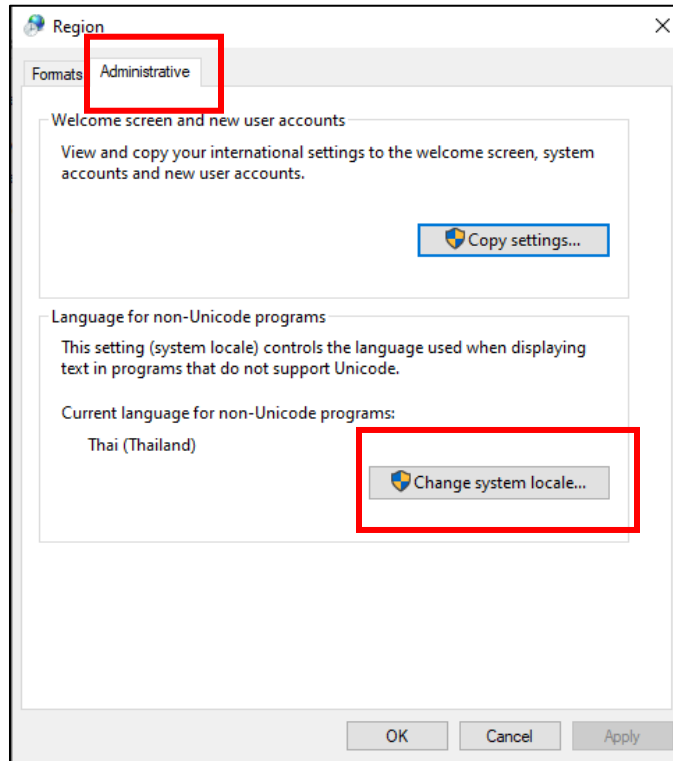 Region
Formats
Administrative
Welcome screen and new user accounts
View and copy your international settings to the welcome screen, system
accounts and new user accounts.
Copy settings...
Language for non-Unicode programs
This setting (system locale) controls the language used when displaying
text in programs that do not support Unicode.
Current language for non-Unicode programs:
Thai (Thailand)
Change system locale...
OK
Cancel
Apply